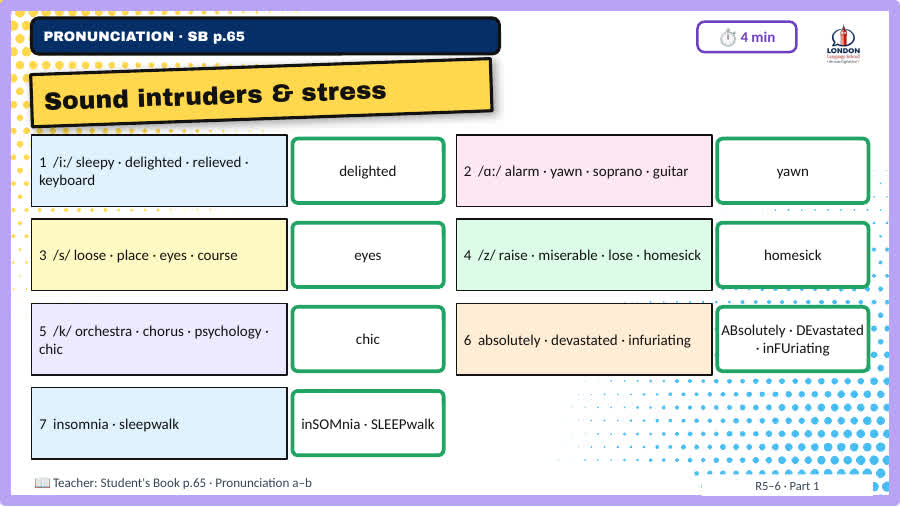 PRONUNCIATION · SB p.65
⏱️ 4 min
LONDON
Language School
Sound intruders & stress
1 /iː/ sleepy · delighted · relieved ·
keyboard
delighted
2 /ɑː/ alarm · yawn · soprano · guitar
yawn
3 /s/ loose · place · eyes · course
eyes
4 /z/ raise · miserable · lose · homesick
homesick
5 /k/ orchestra · chorus · psychology ·
chic
chic
6 absolutely · devastated · infuriating
ABsolutely · DEvastated
· inFUriating
7 insomnia · sleepwalk
inSOMnia · SLEEPwalk
📖 Teacher: Student's Book p.65 · Pronunciation a–b
R5–6 · Part 1